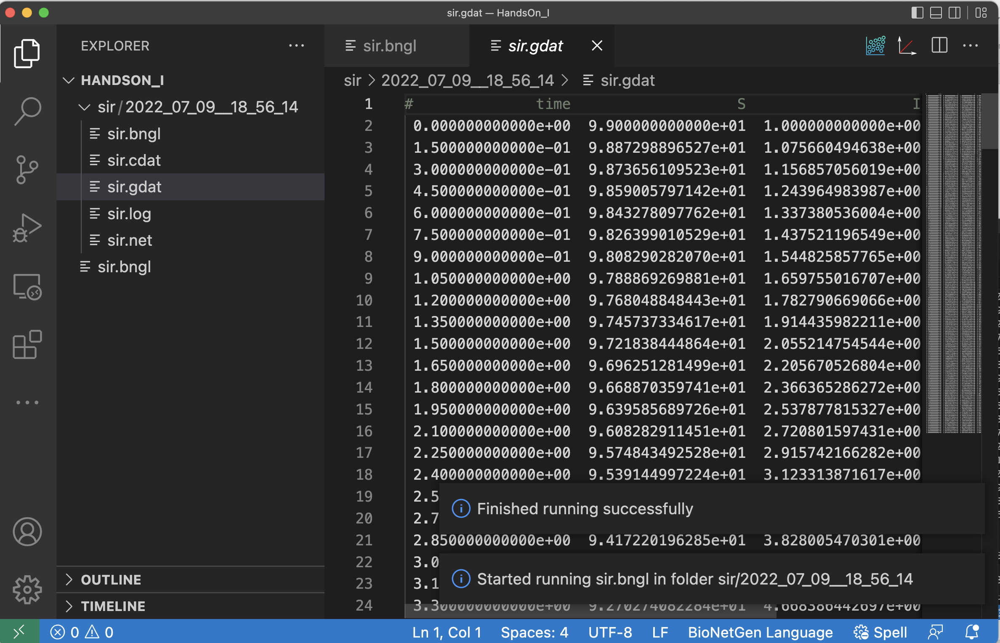 sir.gdat — HandsOn_I
EXPLORER
sir.bngl
sir.gdat
HANDSON_I
sir > 2022_07_09__18_56_14 > sir.gdat
sir/2022_07_09__18_56_14
sir.bngl
sir.cdat
sir.gdat
sir.log
sir.net
sir.bngl
OUTLINE
TIMELINE
1 # time S I
2 0.000000000000e+00 9.900000000000e+01 1.000000000000e+00
3 1.500000000000e-01 9.887298896527e+01 1.075660494638e+00
4 3.000000000000e-01 9.873656109523e+01 1.156857056019e+00
5 4.500000000000e-01 9.859005797142e+01 1.243964983987e+00
6 6.000000000000e-01 9.843278097762e+01 1.337380536004e+00
7 7.500000000000e-01 9.826399010529e+01 1.437521196549e+00
8 9.000000000000e-01 9.808290282070e+01 1.544825857765e+00
9 1.050000000000e+00 9.788869269881e+01 1.659755016707e+00
10 1.200000000000e+00 9.768048848443e+01 1.782790669066e+00
11 1.350000000000e+00 9.745737334617e+01 1.914435982211e+00
12 1.500000000000e+00 9.721838444864e+01 2.055214754544e+00
13 1.650000000000e+00 9.696251281499e+01 2.205670526804e+00
14 1.800000000000e+00 9.668870359741e+01 2.366365286272e+00
15 1.950000000000e+00 9.639585689726e+01 2.537877815327e+00
16 2.100000000000e+00 9.608282911451e+01 2.720801597431e+00
17 2.250000000000e+00 9.574843492528e+01 2.915742166282e+00
18 2.400000000000e+00 9.539144997224e+01 3.123313871617e+00
19 2.5
20 2.7
Finished running successfully
21 2.850000000000e+00 9.417220196285e+01 3.828005470301e+00
22 3.0
23 3.1
Started running sir.bngl in folder sir/2022_07_09__18_56_14
24 3.300000000000e+00 9.270274082284e+01 4.668386442697e+00
0 0
Ln 1, Col 1 Spaces: 4 UTF-8 LF BioNetGen Language Spell